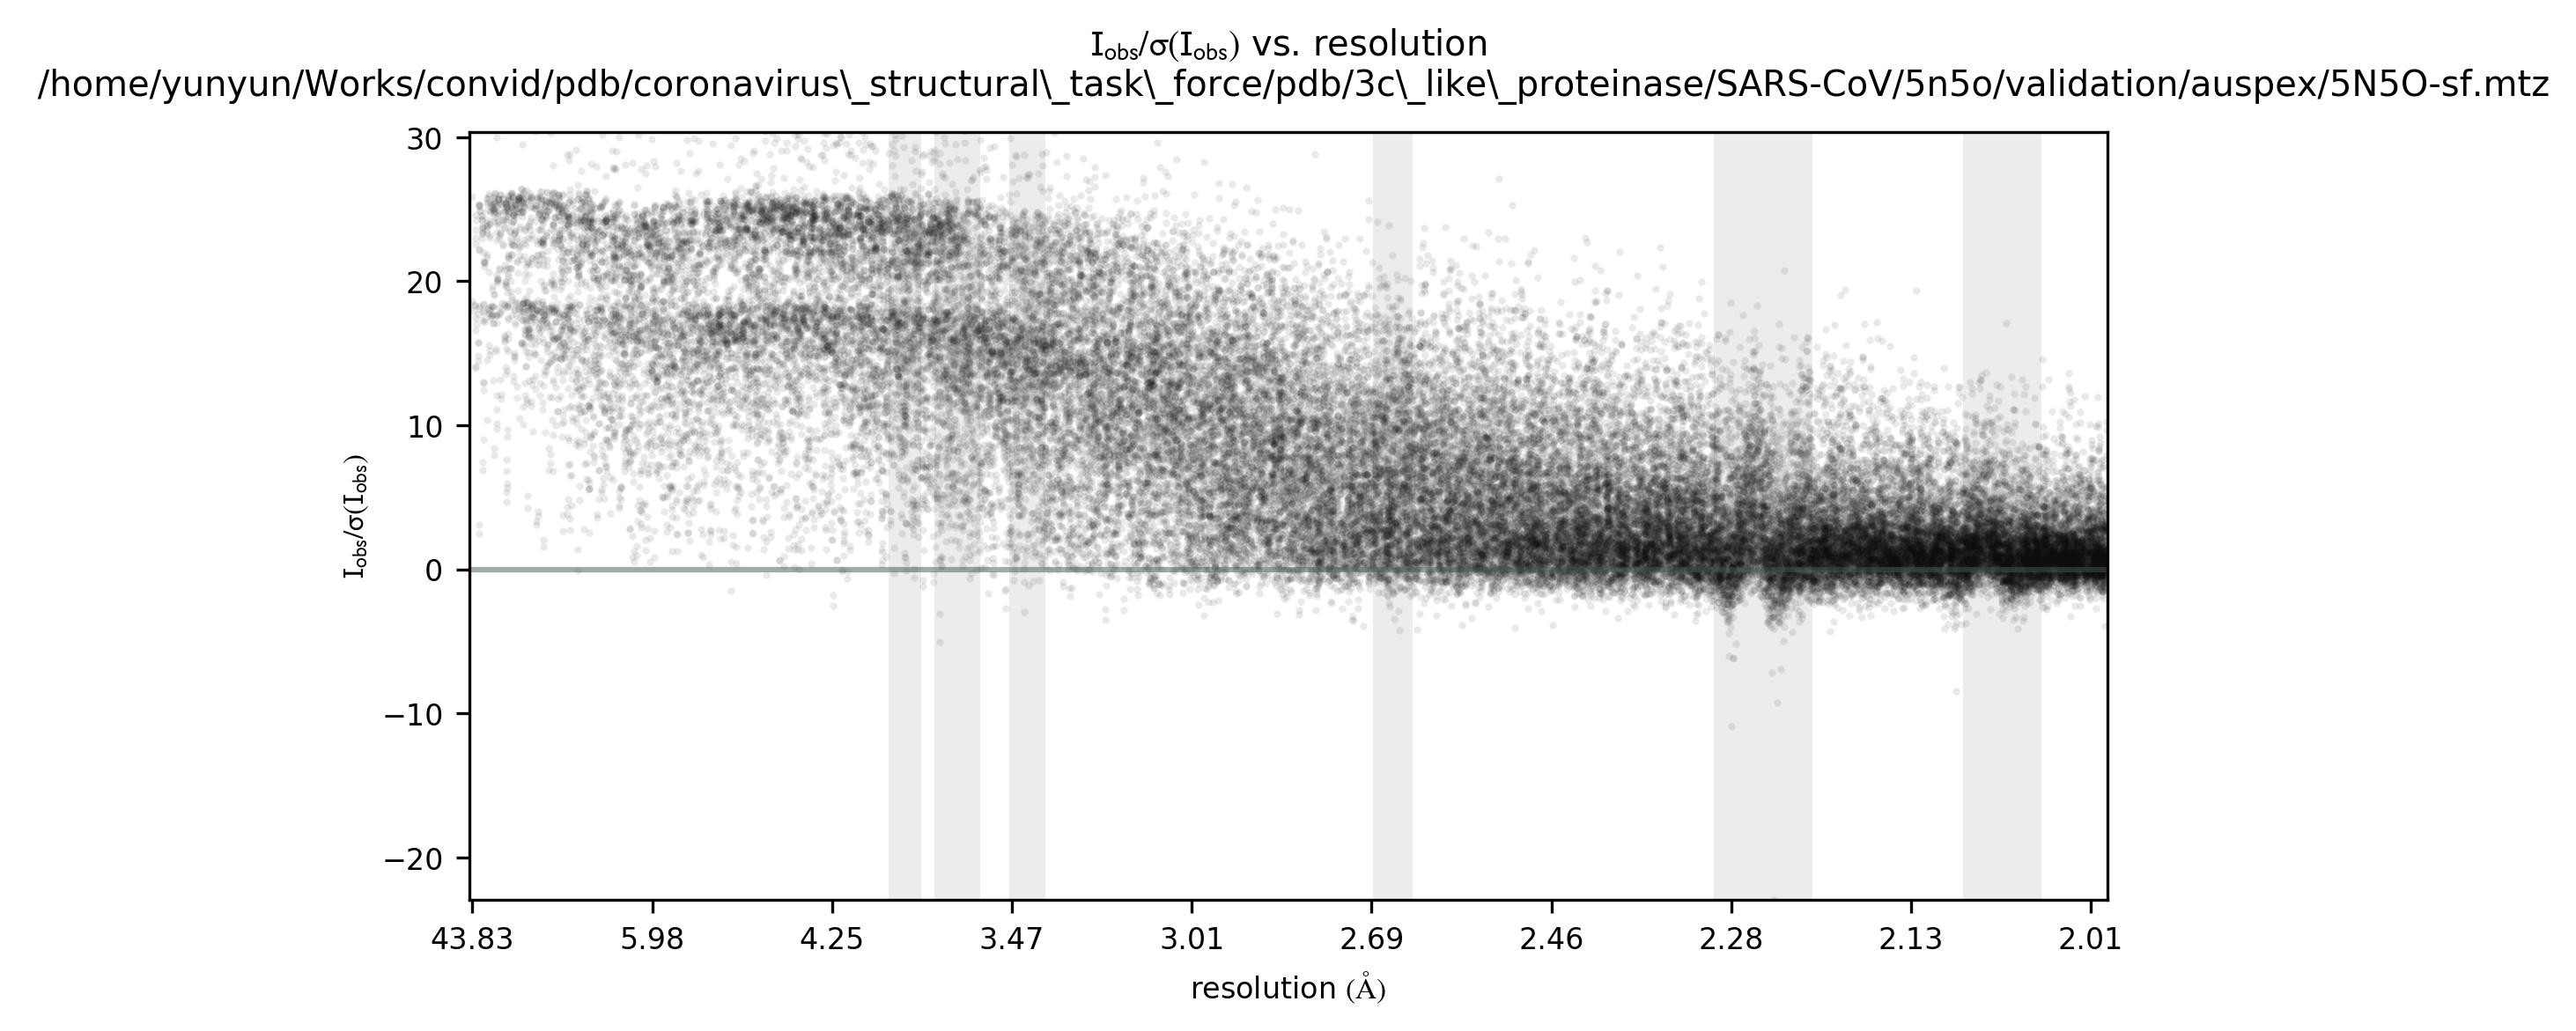 Iobs/σ(Iobs) vs. resolution
/home/yunyun/Works/convid/pdb/coronavirus\_structural\_task\_force/pdb/3c\_like\_proteinase/SARS-CoV/5n5o/validation/auspex/5N5O-sf.mtz
30
20
10
0
−10
−20
Iobs/σ(Iobs)
43.83 5.98 4.25 3.47 3.01 2.69 2.46 2.28 2.13 2.01
resolution (Å)